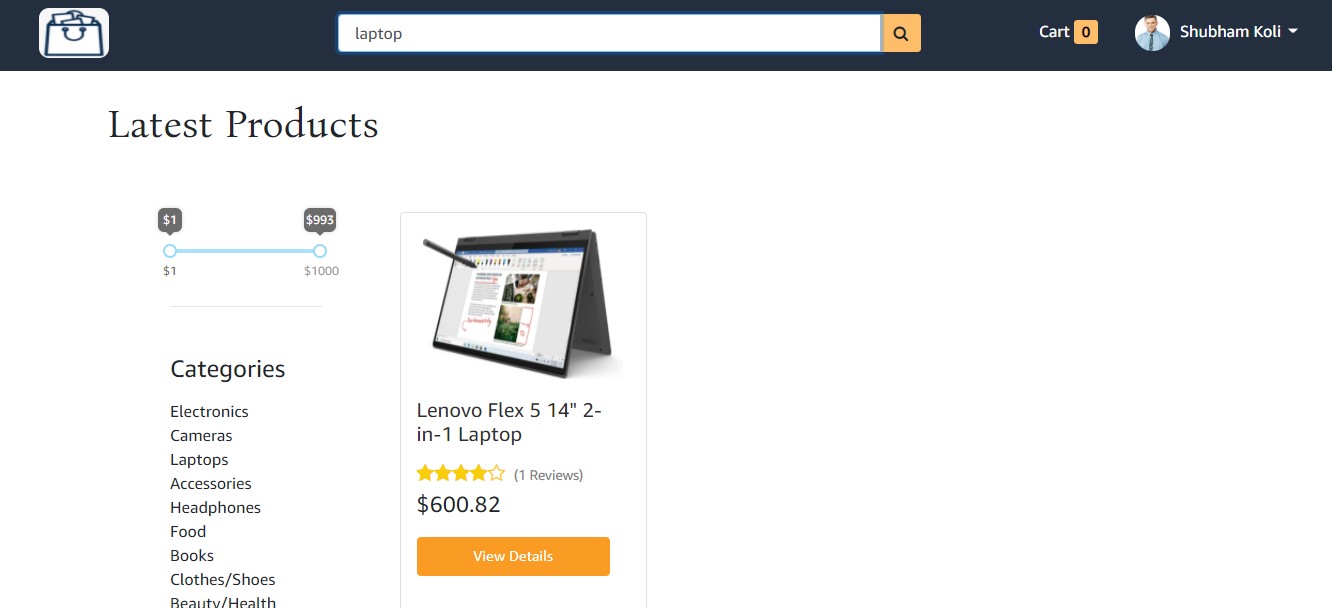 laptop
Cart 0
Shubham Koli
Latest Products
$1 $993
$1 $1000
Categories
Electronics
Cameras
Laptops
Accessories
Headphones
Food
Books
Clothes/Shoes
Beauty/Health
Lenovo Flex 5 14" 2-
in-1 Laptop
(1 Reviews)
$600.82
View Details